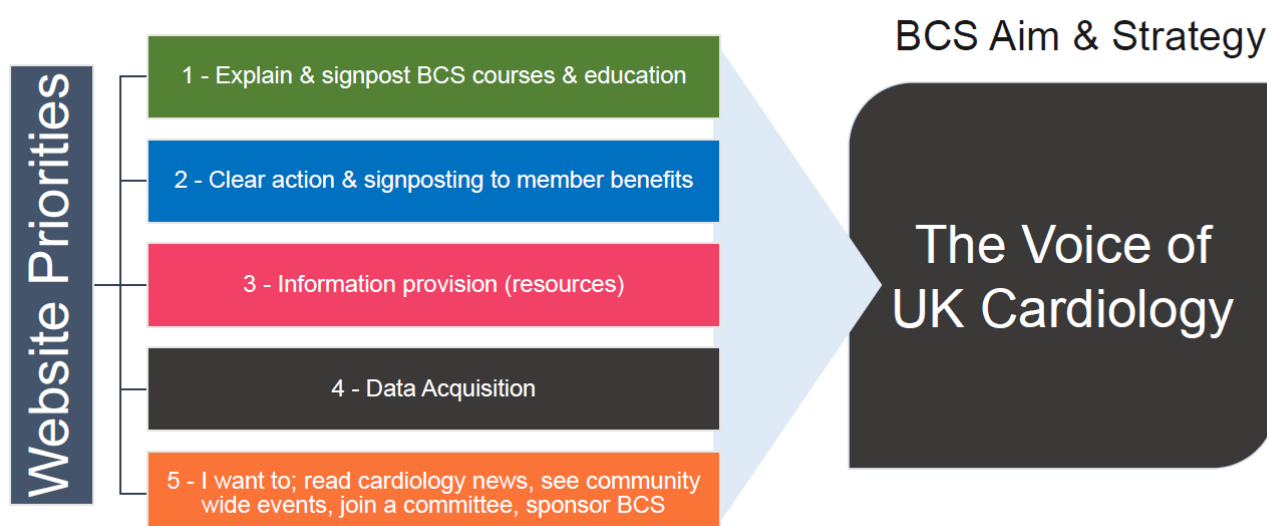 Website Priorities
1 - Explain & signpost BCS courses & education
2 - Clear action & signposting to member benefits
3 - Information provision (resources)
4 - Data Acquisition
5 - I want to; read cardiology news, see community
wide events, join a committee, sponsor BCS
BCS Aim & Strategy
The Voice of
UK Cardiology